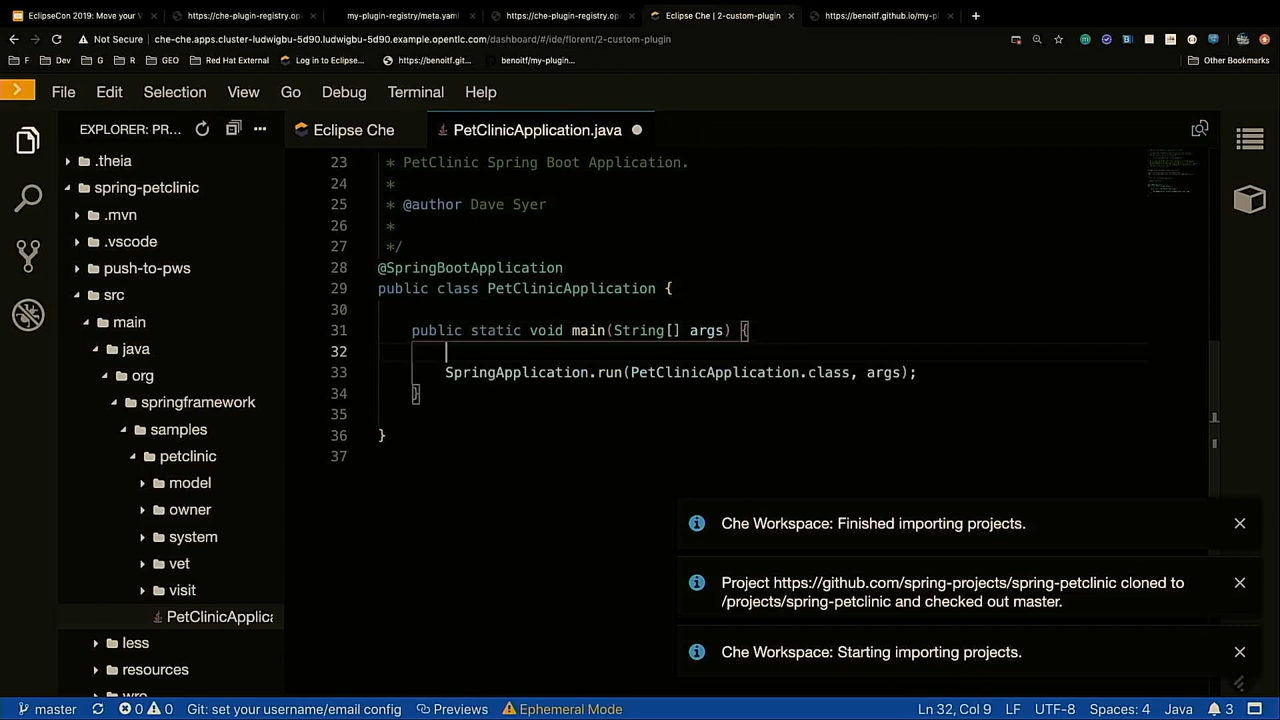 EclipseCon 2019: Move your V
https://che-plugin-registry.op
my-plugin-registry/meta.yaml
https://che-plugin-registry.op
Eclipse Che | 2-custom-plugin
https://benoitf.github.io/my-pl
Not Secure
che-che.apps.cluster-ludwigbu-5d90.ludwigbu-5d90.example.opentlc.com/dashboard/#/ide/florent/2-custom-plugin
F
Dev
G
R
GEO
Red Hat External
Log in to Eclipse...
https://benoitf.git...
benoitf/my-plugin...
Other Bookmarks
File
Edit
Selection
View
Go
Debug
Terminal
Help
EXPLORER: PR...
Eclipse Che
PetClinicApplication.java
.theia
spring-petclinic
.mvn
.vscode
push-to-pws
src
main
java
org
springframework
samples
petclinic
model
owner
system
vet
visit
PetClinicApplica
less
resources
23 * PetClinic Spring Boot Application.
24 *
25 * @author Dave Syer
26 *
27 */
28 @SpringBootApplication
29 public class PetClinicApplication {
30
31 public static void main(String[] args) {
32
33 SpringApplication.run(PetClinicApplication.class, args);
34 }
35
36 }
37
Che Workspace: Finished importing projects.
Project https://github.com/spring-projects/spring-petclinic cloned to
/projects/spring-petclinic and checked out master.
Che Workspace: Starting importing projects.
master
0
0
Git: set your username/email config
Previews
Ephemeral Mode
Ln 32, Col 9
LF
UTF-8
Spaces: 4
Java
3